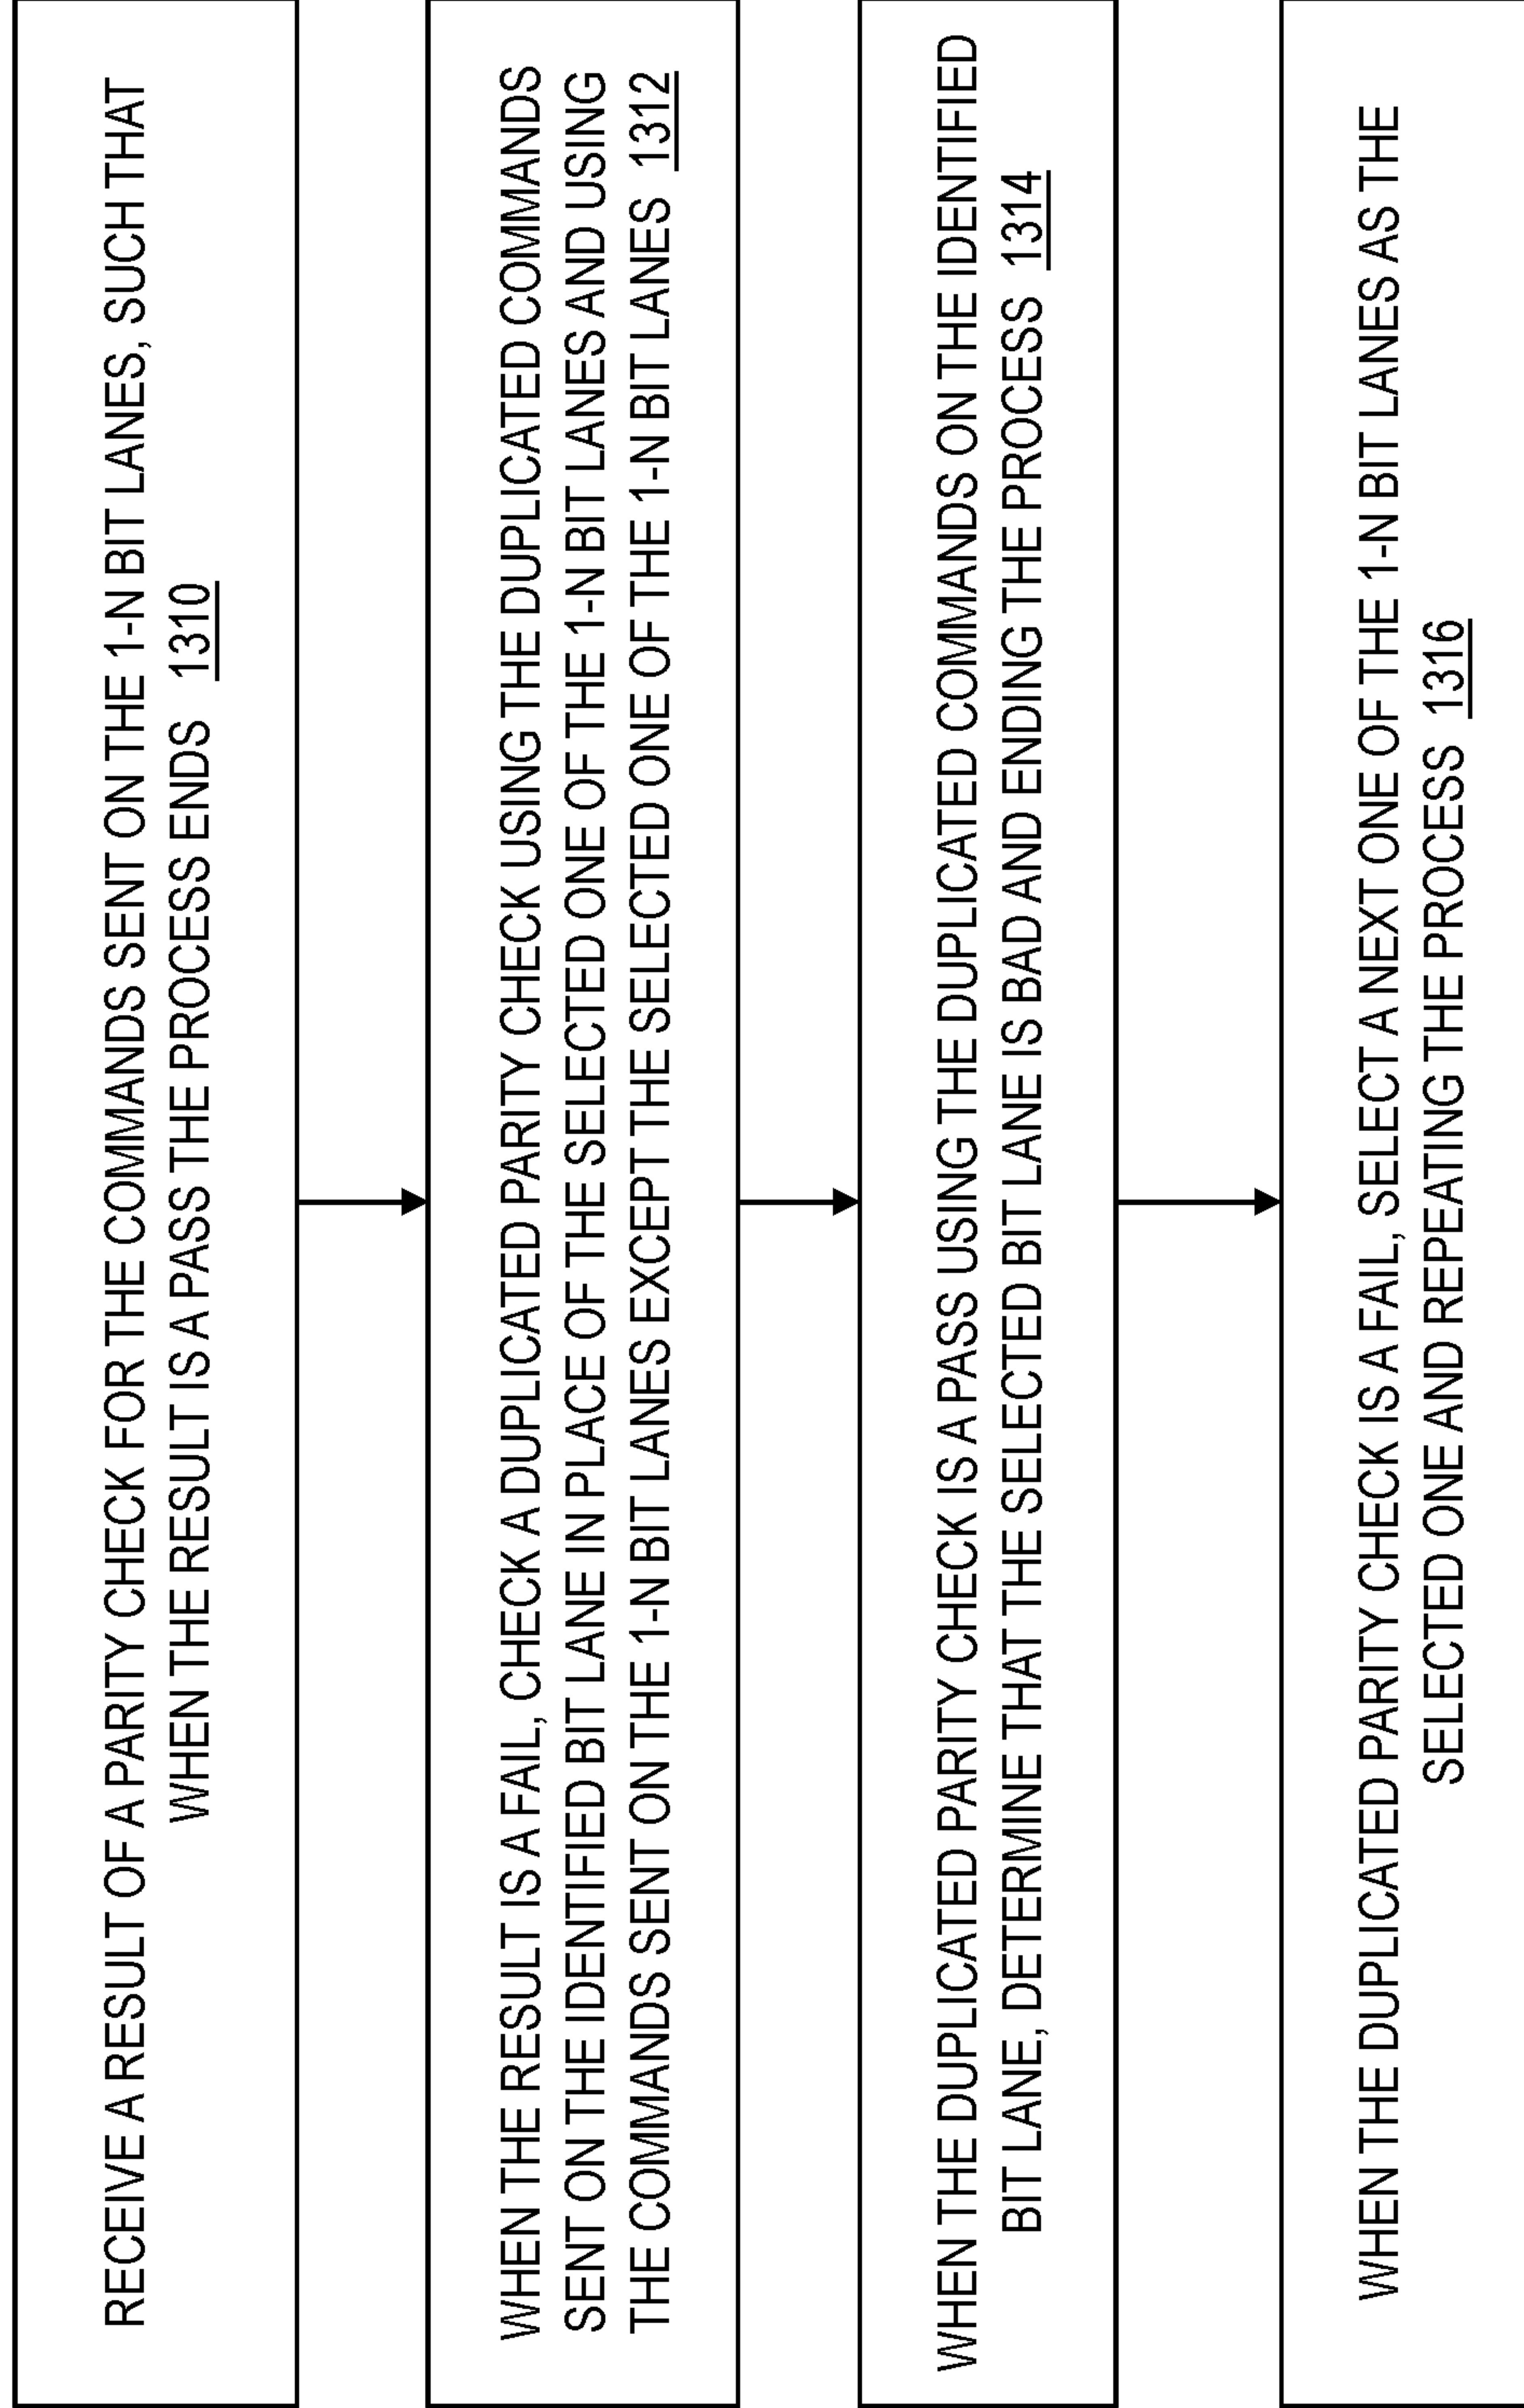 RECEIVE A RESULT OF A PARITY CHECK FOR THE COMMANDS SENT ON THE 1-N BIT LANES, SUCH THAT
WHEN THE RESULT IS A PASS THE PROCESS ENDS 1310
WHEN THE RESULT IS A FAIL, CHECK A DUPLICATED PARITY CHECK USING THE DUPLICATED COMMANDS
SENT ON THE IDENTIFIED BIT LANE IN PLACE OF THE SELECTED ONE OF THE 1-N BIT LANES AND USING
THE COMMANDS SENT ON THE 1-N BIT LANES EXCEPT THE SELECTED ONE OF THE 1-N BIT LANES 1312
WHEN THE DUPLICATED PARITY CHECK IS A PASS USING THE DUPLICATED COMMANDS ON THE IDENTIFIED
BIT LANE, DETERMINE THAT THE SELECTED BIT LANE IS BAD AND ENDING THE PROCESS 1314
WHEN THE DUPLICATED PARITY CHECK IS A FAIL, SELECT A NEXT ONE OF THE 1-N BIT LANES AS THE
SELECTED ONE AND REPEATING THE PROCESS 1316